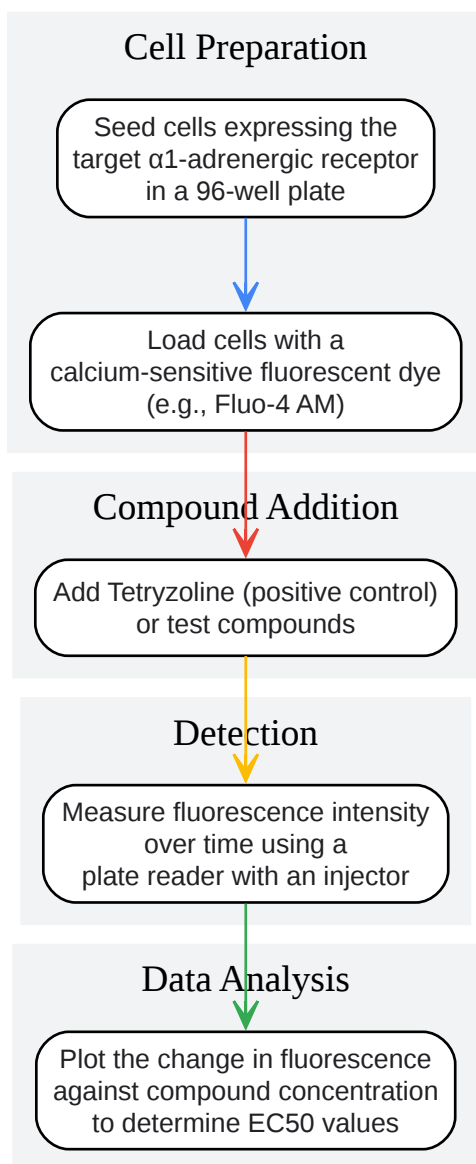 Cell Preparation
Seed cells expressing the
target α1-adrenergic receptor
in a 96-well plate
Load cells with a
calcium-sensitive fluorescent dye
(e.g., Fluo-4 AM)
Compound Addition
Add Tetryzoline (positive control)
or test compounds
Detection
Measure fluorescence intensity
over time using a
plate reader with an injector
Data Analysis
Plot the change in fluorescence
against compound concentration
to determine EC50 values